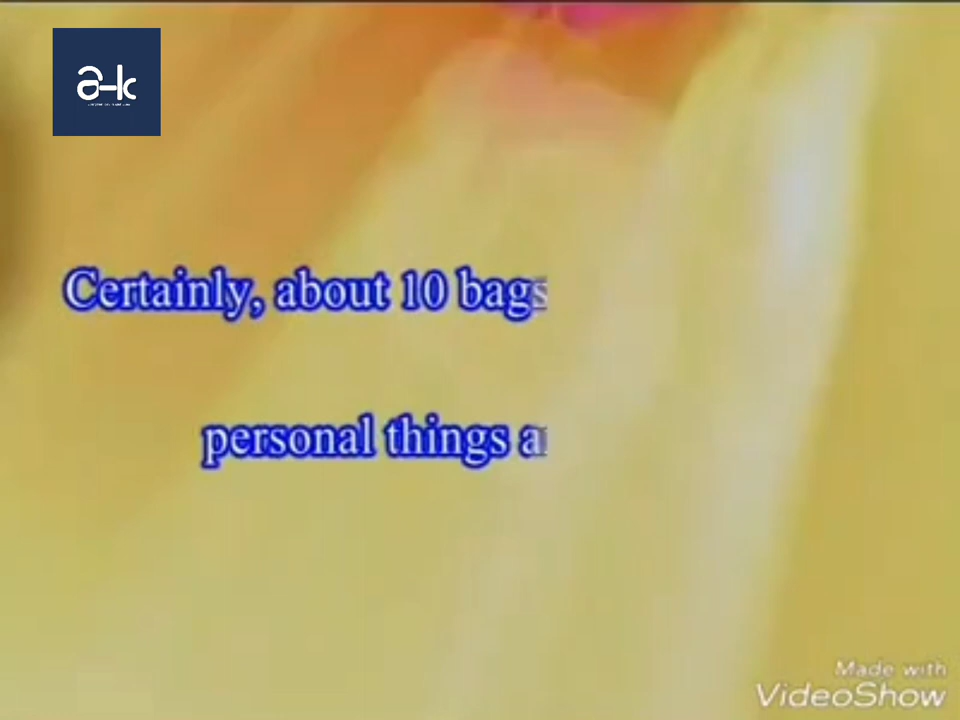 a-k
Certainly, about 10 bags
personal things a
Made with
VideoShow